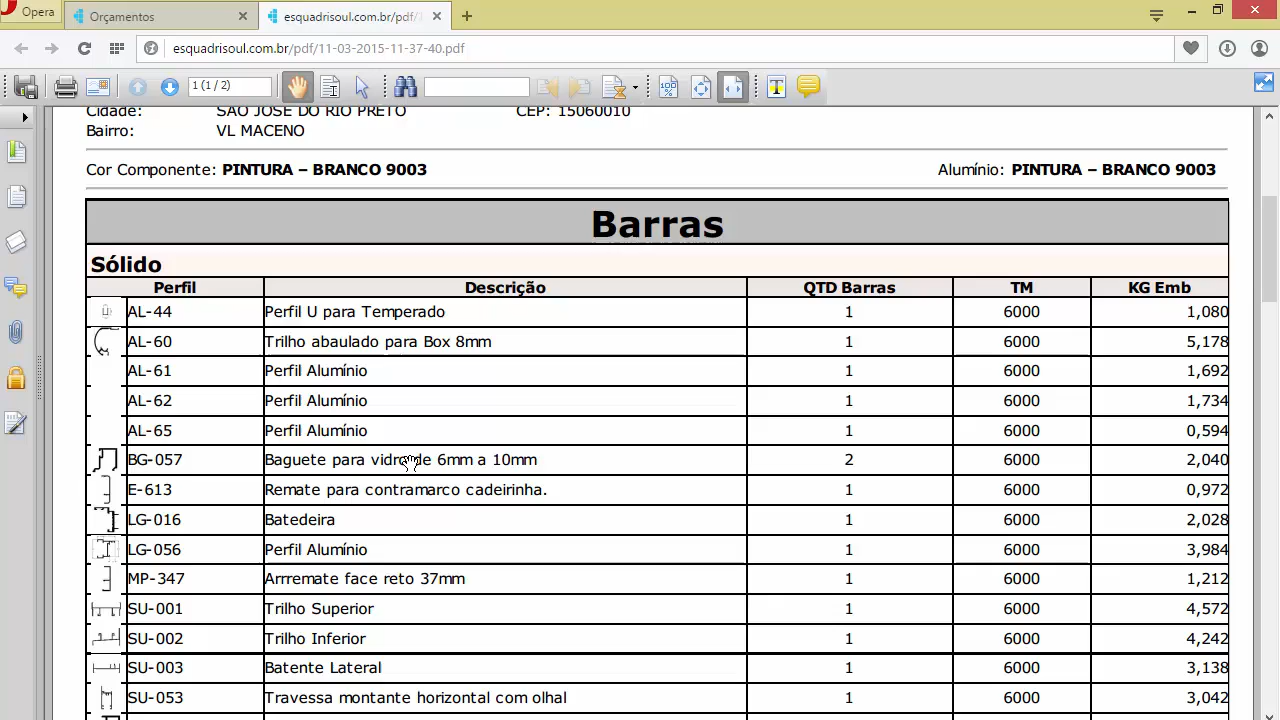 Opera
Orçamentos
esquadrisoul.com.br/pdf/
esquadrisoul.com.br/pdf/11-03-2015-11-37-40.pdf
1 (1 / 2)
Cidade: SAO JOSE DO RIO PRETO CEP: 15060010
Bairro: VL MACENO
Cor Componente: PINTURA – BRANCO 9003 Alumínio: PINTURA – BRANCO 9003
Barras
Sólido
Perfil Descrição QTD Barras TM KG Emb
AL-44 Perfil U para Temperado 1 6000 1,080
AL-60 Trilho abaulado para Box 8mm 1 6000 5,178
AL-61 Perfil Alumínio 1 6000 1,692
AL-62 Perfil Alumínio 1 6000 1,734
AL-65 Perfil Alumínio 1 6000 0,594
BG-057 Baguete para vidro de 6mm a 10mm 2 6000 2,040
E-613 Remate para contramarco cadeirinha. 1 6000 0,972
LG-016 Batedeira 1 6000 2,028
LG-056 Perfil Alumínio 1 6000 3,984
MP-347 Arrremate face reto 37mm 1 6000 1,212
SU-001 Trilho Superior 1 6000 4,572
SU-002 Trilho Inferior 1 6000 4,242
SU-003 Batente Lateral 1 6000 3,138
SU-053 Travessa montante horizontal com olhal 1 6000 3,042